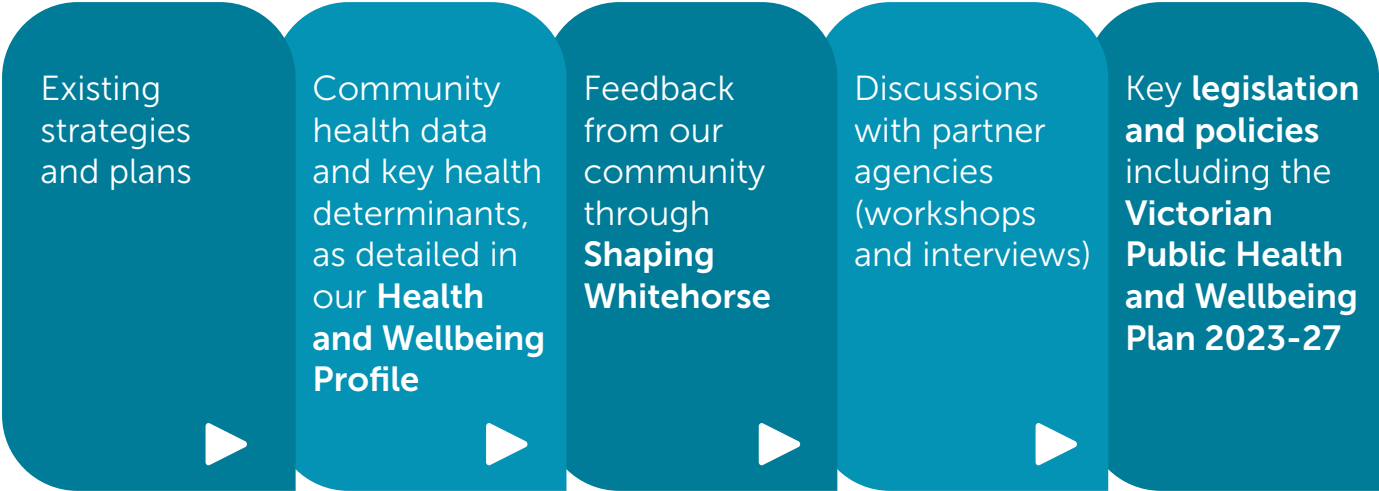 Existing
strategies
and plans
Community
health data
and key health
determinants,
as detailed in
our Health
and Wellbeing
Profile
Feedback
from our
community
through
Shaping
Whitehorse
Discussions
with partner
agencies
(workshops
and interviews)
Key legislation
and policies
including the
Victorian
Public Health
and Wellbeing
Plan 2023-27